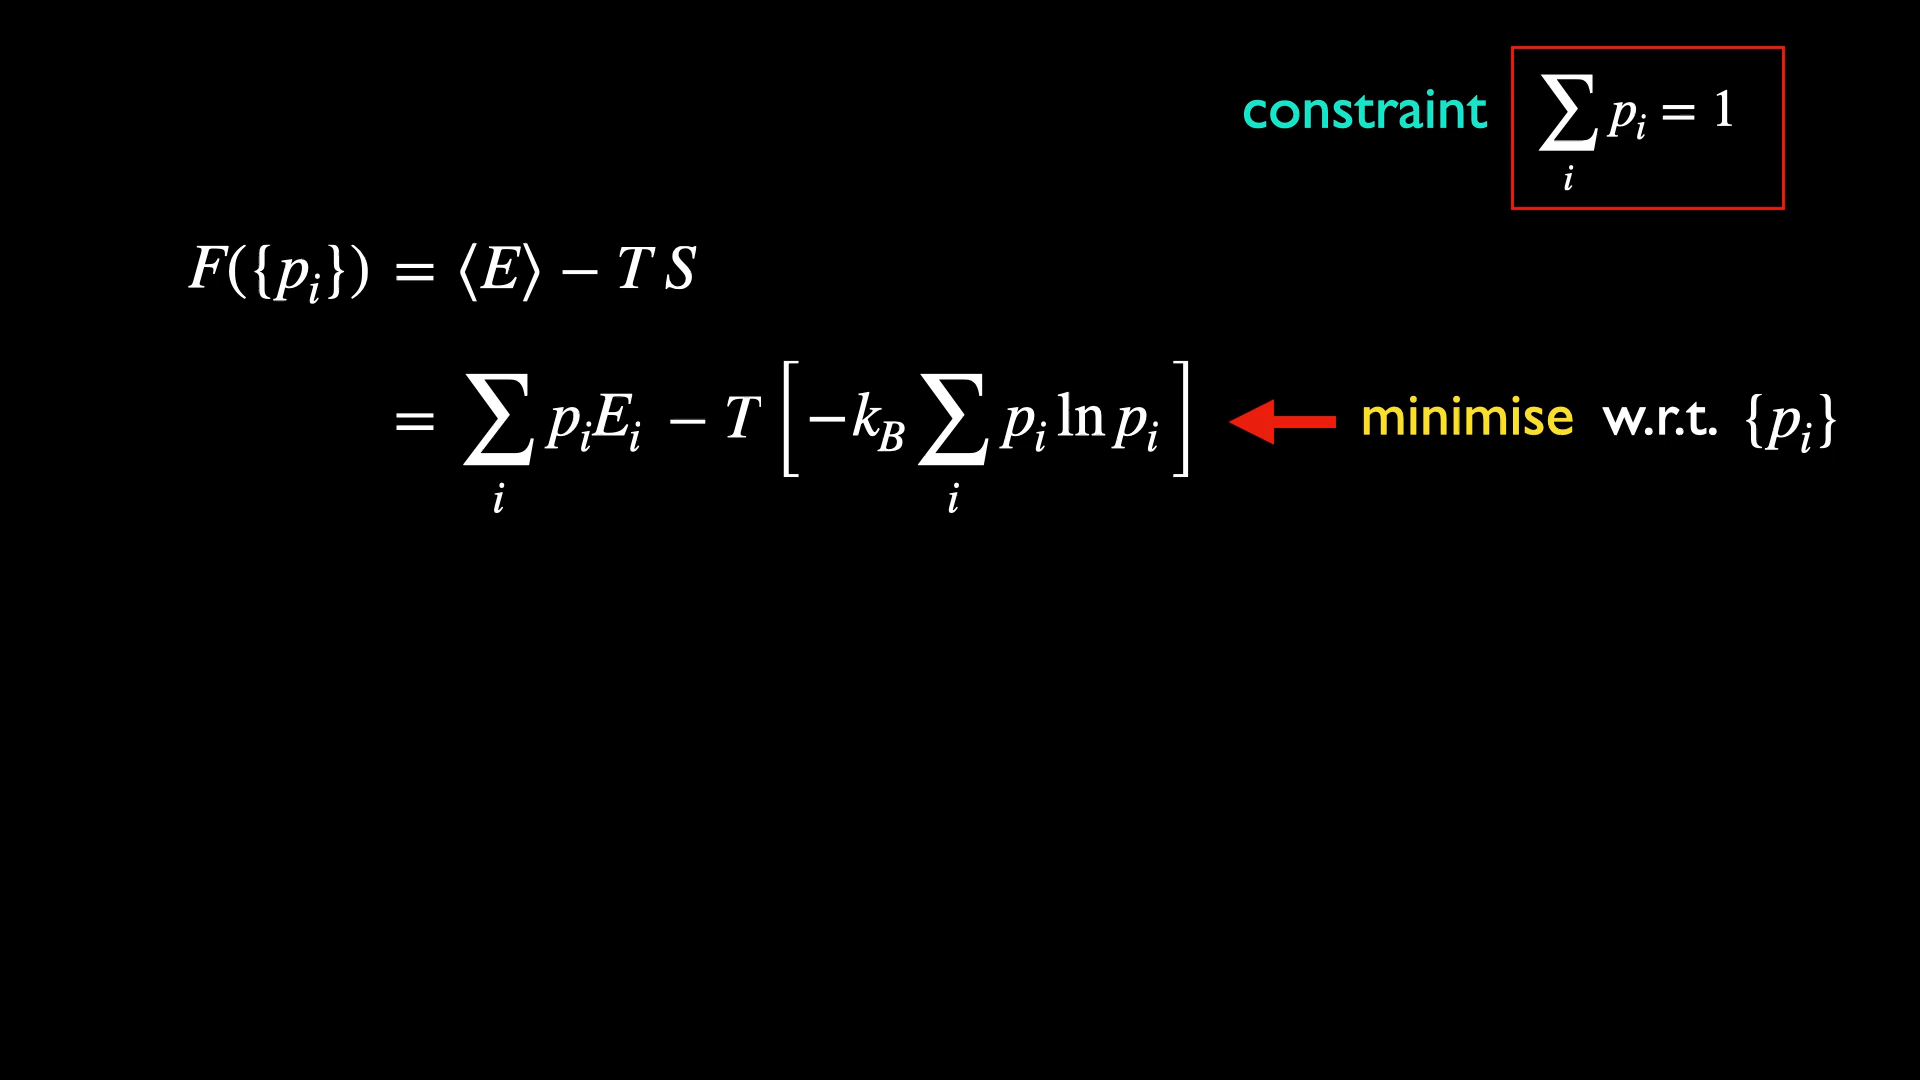 constraint ∑ᵢ pᵢ = 1
F({pᵢ}) = ⟨E⟩ − T S
= ∑ᵢ pᵢEᵢ − T [−k_B ∑ᵢ pᵢ ln pᵢ] minimise w.r.t. {pᵢ}